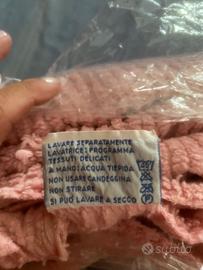 LAVARE SEPARATAMENTE
LAVATRICE: PROGRAMMA
TESSUTI DELICATI
A MANO: ACQUA TIEPIDA
NON USARE CANDEGGINA
NON STIRARE
SI PUÒ LAVARE A SECCO
subito